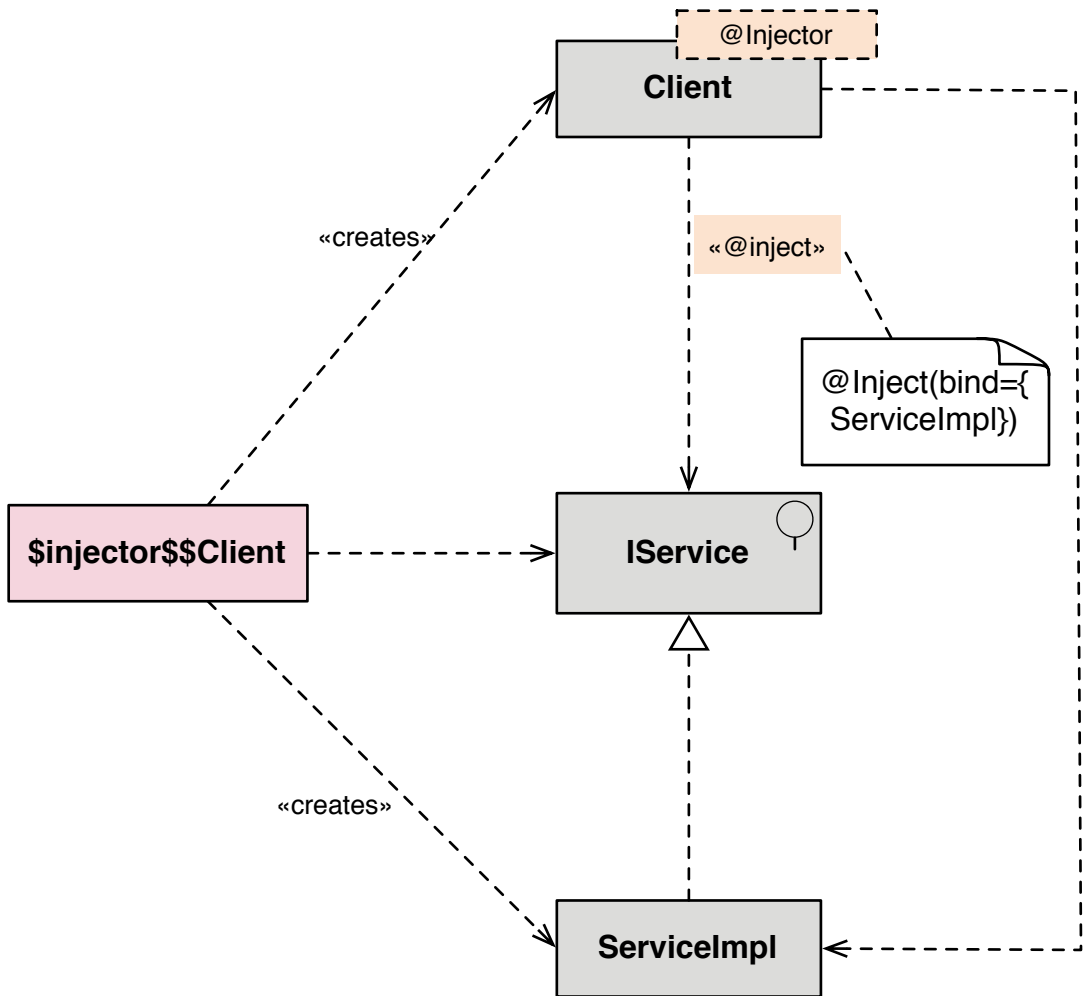 @Injector
Client
«creates»
«@inject»
@Inject(bind={
ServiceImpl})
$injector$$Client
IService
«creates»
ServiceImpl